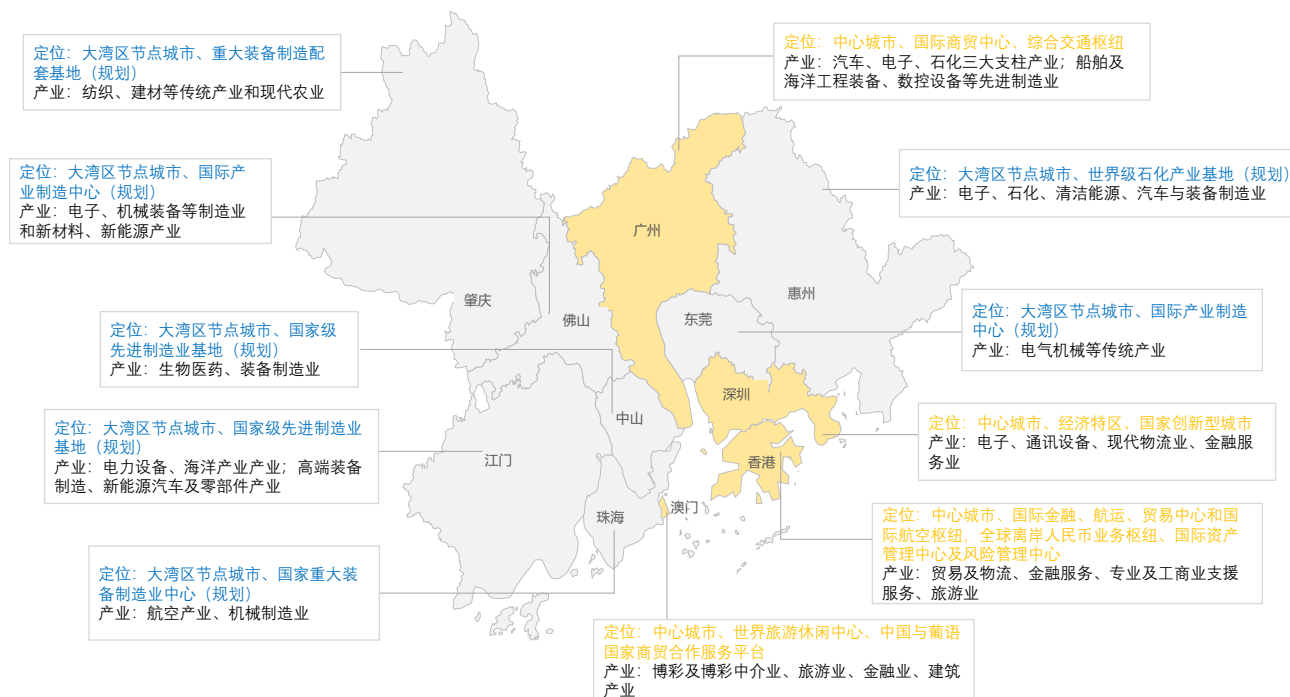 定位：大湾区节点城市、重大装备制造配
套基地（规划）
产业：纺织、建材等传统产业和现代农业
定位：中心城市、国际商贸中心、综合交通枢纽
产业：汽车、电子、石化三大支柱产业；船舶及
海洋工程装备、数控设备等先进制造业
定位：大湾区节点城市、国际产
业制造中心（规划）
产业：电子、机械装备等制造业
和新材料、新能源产业
定位：大湾区节点城市、世界级石化产业基地（规划）
产业：电子、石化、清洁能源、汽车与装备制造业
广州
肇庆
惠州
佛山
东莞
定位：大湾区节点城市、国际产业制造
中心（规划）
产业：电气机械等传统产业
定位：大湾区节点城市、国家级
先进制造业基地（规划）
产业：生物医药、装备制造业
深圳
中山
定位：大湾区节点城市、国家级先进制造业
基地（规划）
产业：电力设备、海洋产业产业；高端装备
制造、新能源汽车及零部件产业
定位：中心城市、经济特区、国家创新型城市
产业：电子、通讯设备、现代物流业、金融服
务业
江门
香港
珠海
澳门
定位：中心城市、国际金融、航运、贸易中心和国
际航空枢纽，全球离岸人民币业务枢纽、国际资产
管理中心及风险管理中心
产业：贸易及物流、金融服务、专业及工商业支援
服务、旅游业
定位：大湾区节点城市、国家重大装
备制造业中心（规划）
产业：航空产业、机械制造业
定位：中心城市、世界旅游休闲中心、中国与葡语
国家商贸合作服务平台
产业：博彩及博彩中介业、旅游业、金融业、建筑
产业